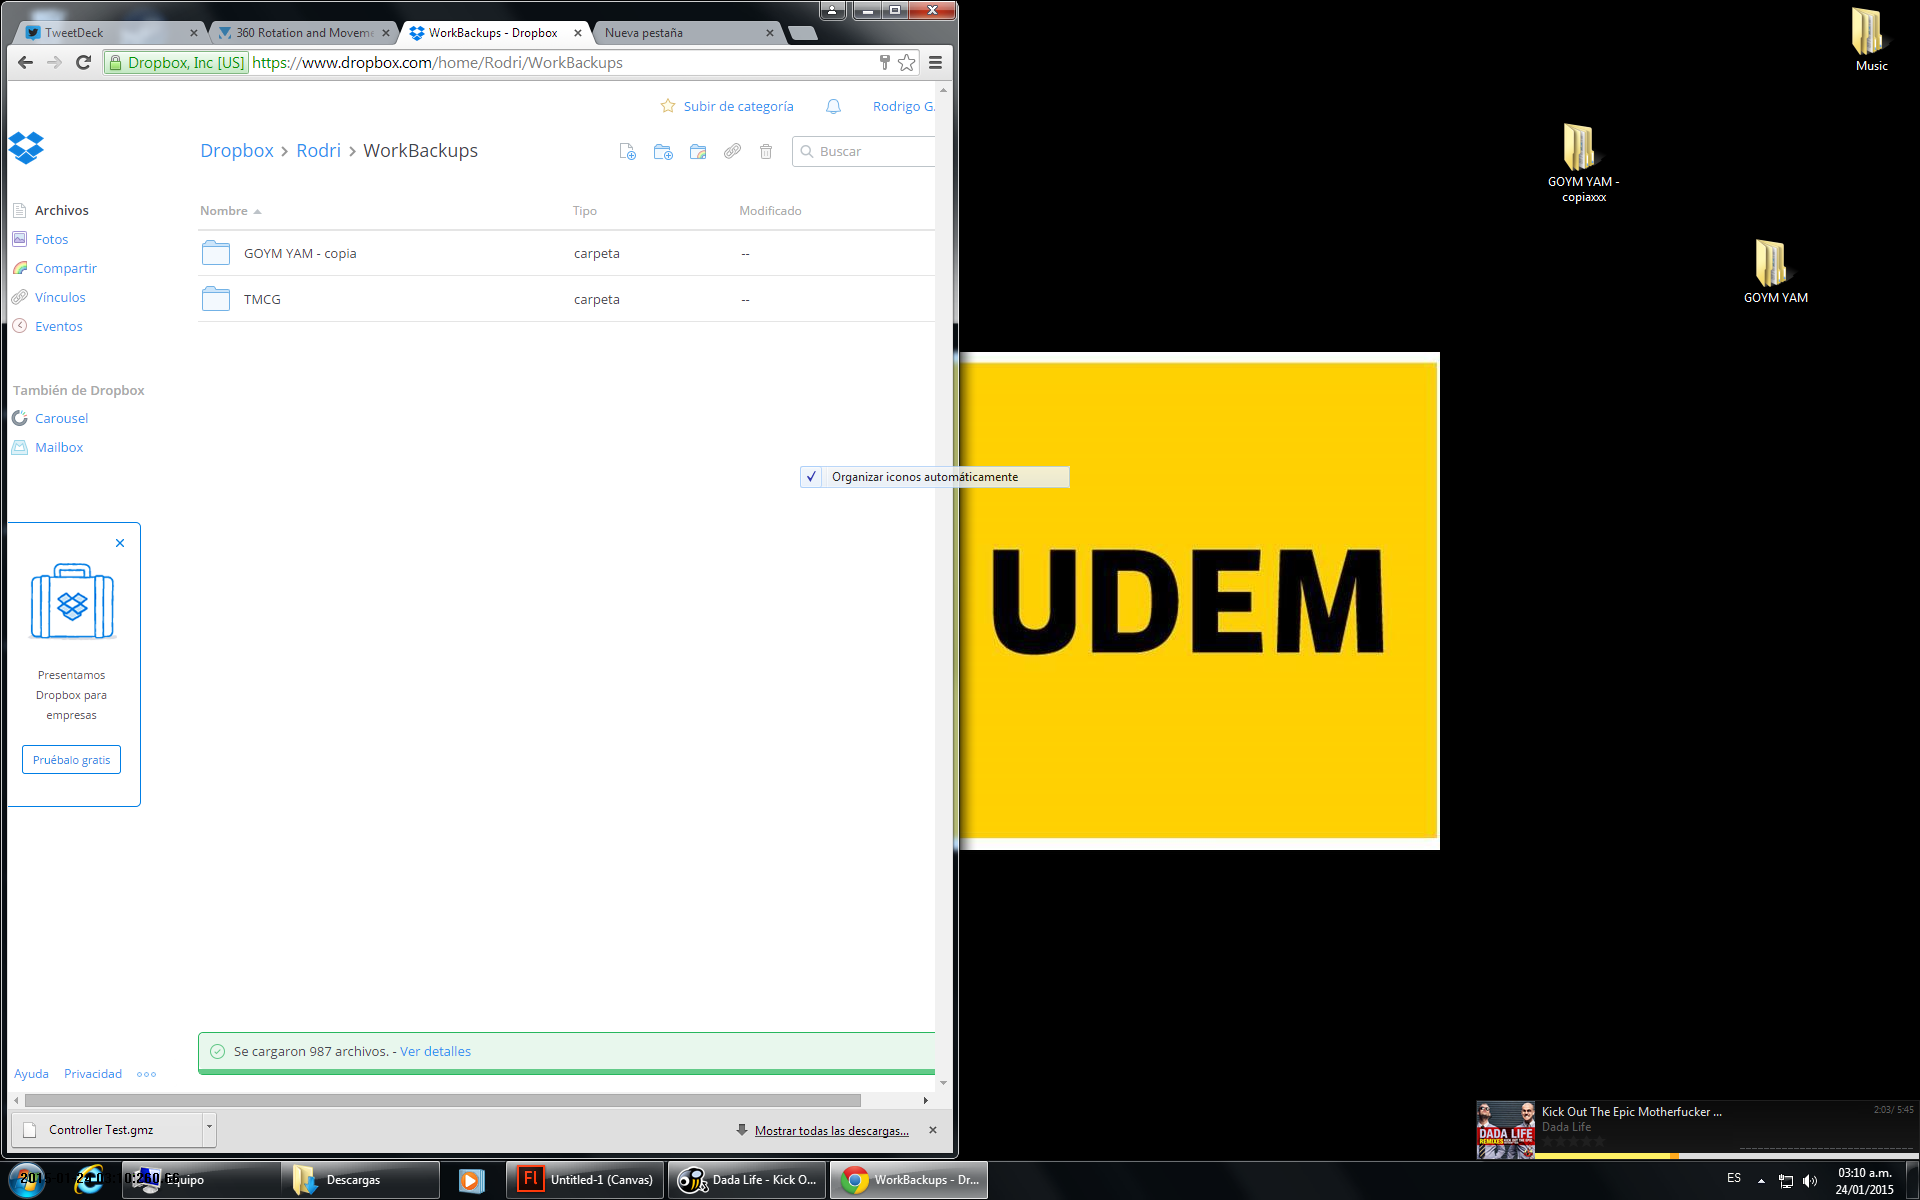 TweetDeck
360 Rotation and Moveme
WorkBackups - Dropbox
Nueva pestaña
Dropbox, Inc [US]
https://www.dropbox.com/home/Rodri/WorkBackups
Subir de categoría
Rodrigo G.
Dropbox > Rodri > WorkBackups
Buscar
Archivos
Fotos
Compartir
Vínculos
Eventos
También de Dropbox
Carousel
Mailbox
Presentamos
Dropbox para
empresas
Pruébalo gratis
Nombre
Tipo
Modificado
GOYM YAM - copia
carpeta
--
TMCG
carpeta
--
Organizar iconos automáticamente
Se cargaron 987 archivos. - Ver detalles
Ayuda
Privacidad
Controller Test.gmz
Mostrar todas las descargas...
Music
GOYM YAM -
copiaxxx
GOYM YAM
UDEM
DADA LIFE
Kick Out The Epic Motherfucker ...
2:03/ 5:45
Dada Life
Equipo
Descargas
Fl
Untitled-1 (Canvas)
Dada Life - Kick O...
WorkBackups - Dr...
ES
03:10 a.m.
24/01/2015